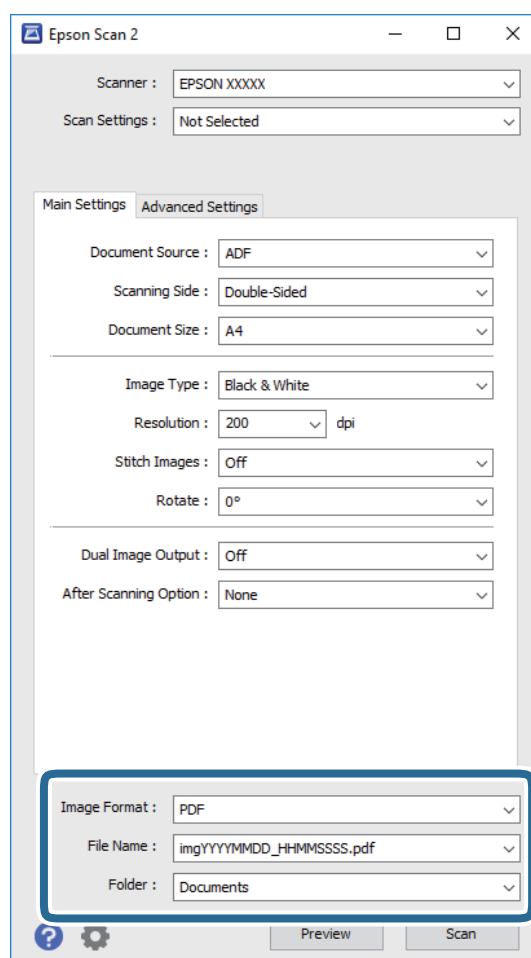 Epson Scan 2
Scanner : EPSON XXXXX
Scan Settings : Not Selected
Main Settings Advanced Settings
Document Source : ADF
Scanning Side : Double-Sided
Document Size : A4
Image Type : Black & White
Resolution : 200 dpi
Stitch Images : Off
Rotate : 0°
Dual Image Output : Off
After Scanning Option : None
Image Format : PDF
File Name : imgYYYYMMDD_HHMMSSSS.pdf
Folder : Documents
? Preview Scan